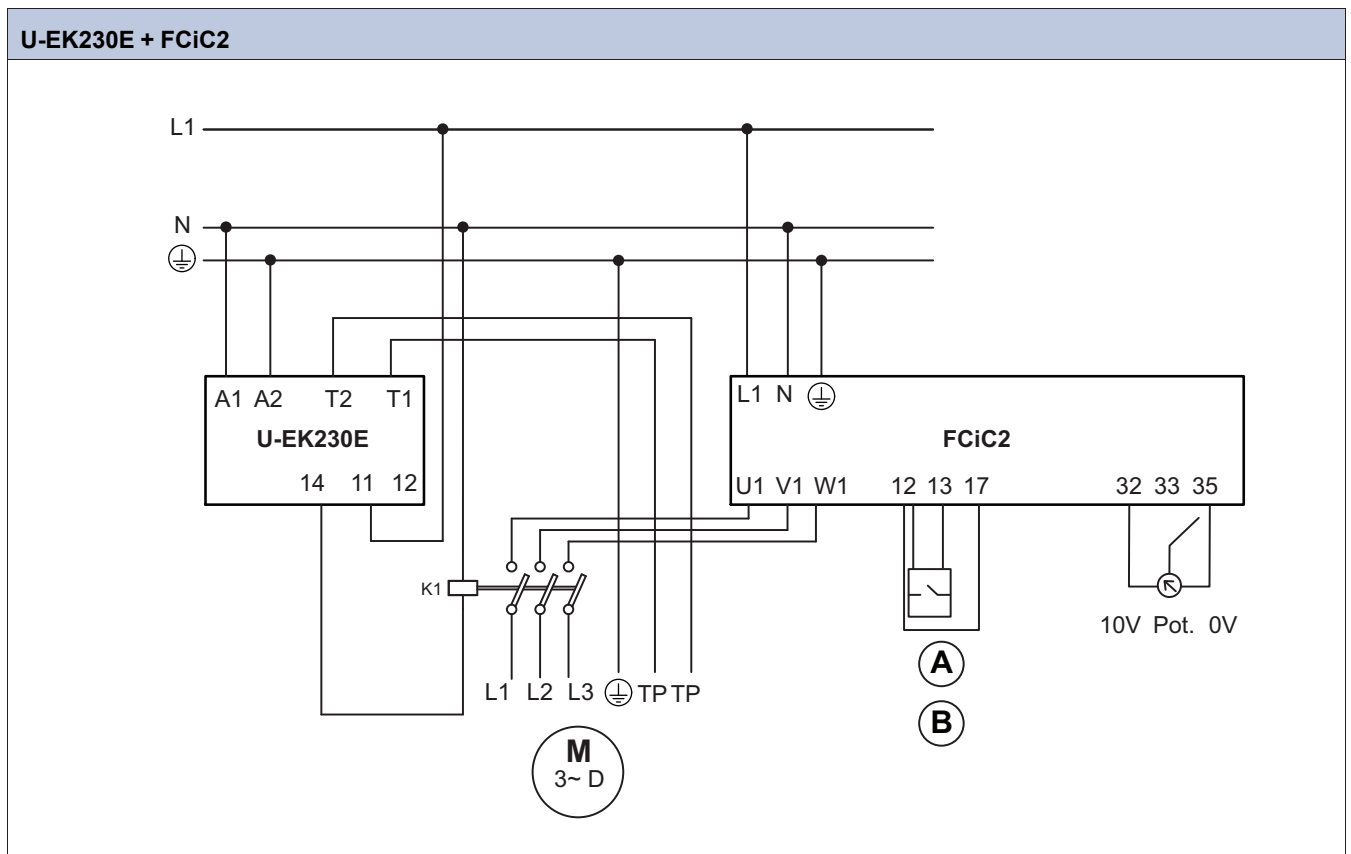 U-EK230E + FCiC2
L1
N
A1 A2 T2 T1
U-EK230E
14 11 12
L1 N
FCiC2
U1 V1 W1 12 13 17 32 33 35
K1
10V Pot. 0V
L1 L2 L3 TP TP
A
B
M
3~ D